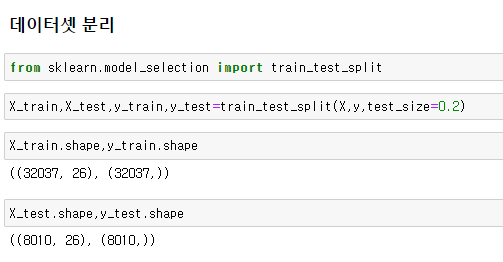 데이터셋 분리
from sklearn.model_selection import train_test_split
X_train,X_test,y_train,y_test=train_test_split(X,y,test_size=0.2)
X_train.shape,y_train.shape
((32037, 26), (32037,))
X_test.shape,y_test.shape
((8010, 26), (8010,))